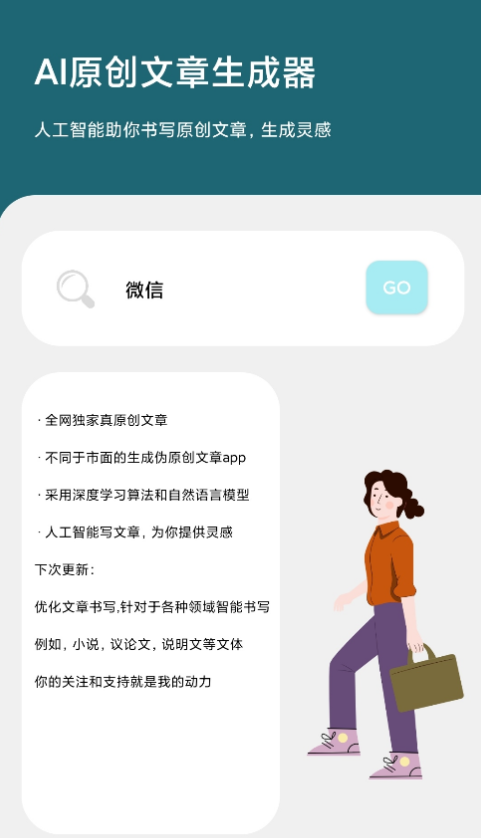 AI原创文章生成器
人工智能助你书写原创文章，生成灵感
微信
GO
·全网独家真原创文章
·不同于市面的生成伪原创文章app
·采用深度学习算法和自然语言模型
·人工智能写文章，为你提供灵感
下次更新：
优化文章书写,针对于各种领域智能书写
例如，小说，议论文，说明文等文体
你的关注和支持就是我的动力